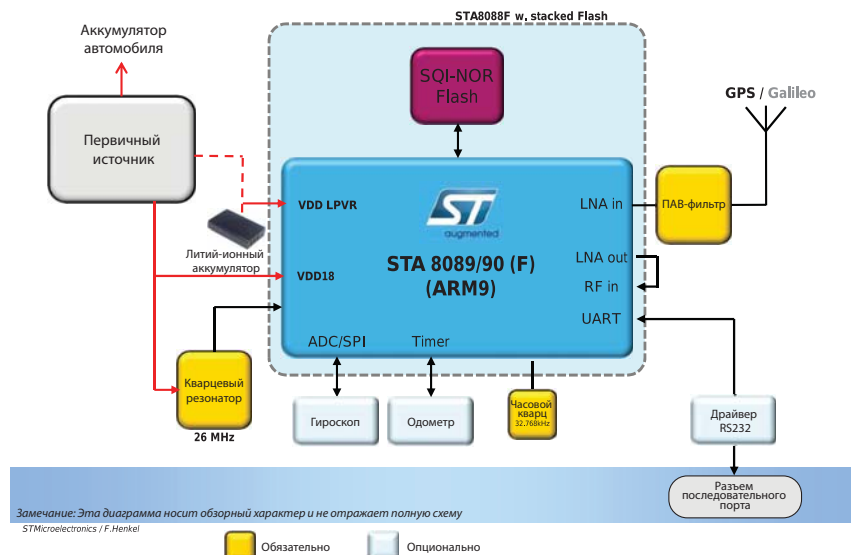 STA8088F w, stacked Flash
Аккумулятор
автомобиля
SQI-NOR
Flash
GPS / Galileo
Первичный
источник
VDD LPVR
ST
augmented
LNA in
ПАВ-фильтр
Литий-ионный
аккумулятор
STA 8089/90 (F)
(ARM9)
LNA out
VDD18
RF in
UART
ADC/SPI
Timer
Кварцевый
резонатор
26 MHz
Гироскоп
Одометр
Часовой
кварц
32.768kHz
Драйвер
RS232
Разъем
последовательного
порта
Замечание: Эта диаграмма носит обзорный характер и не отражает полную схему
STMicroelectronics / F.Henkel
Обязательно
Опционально